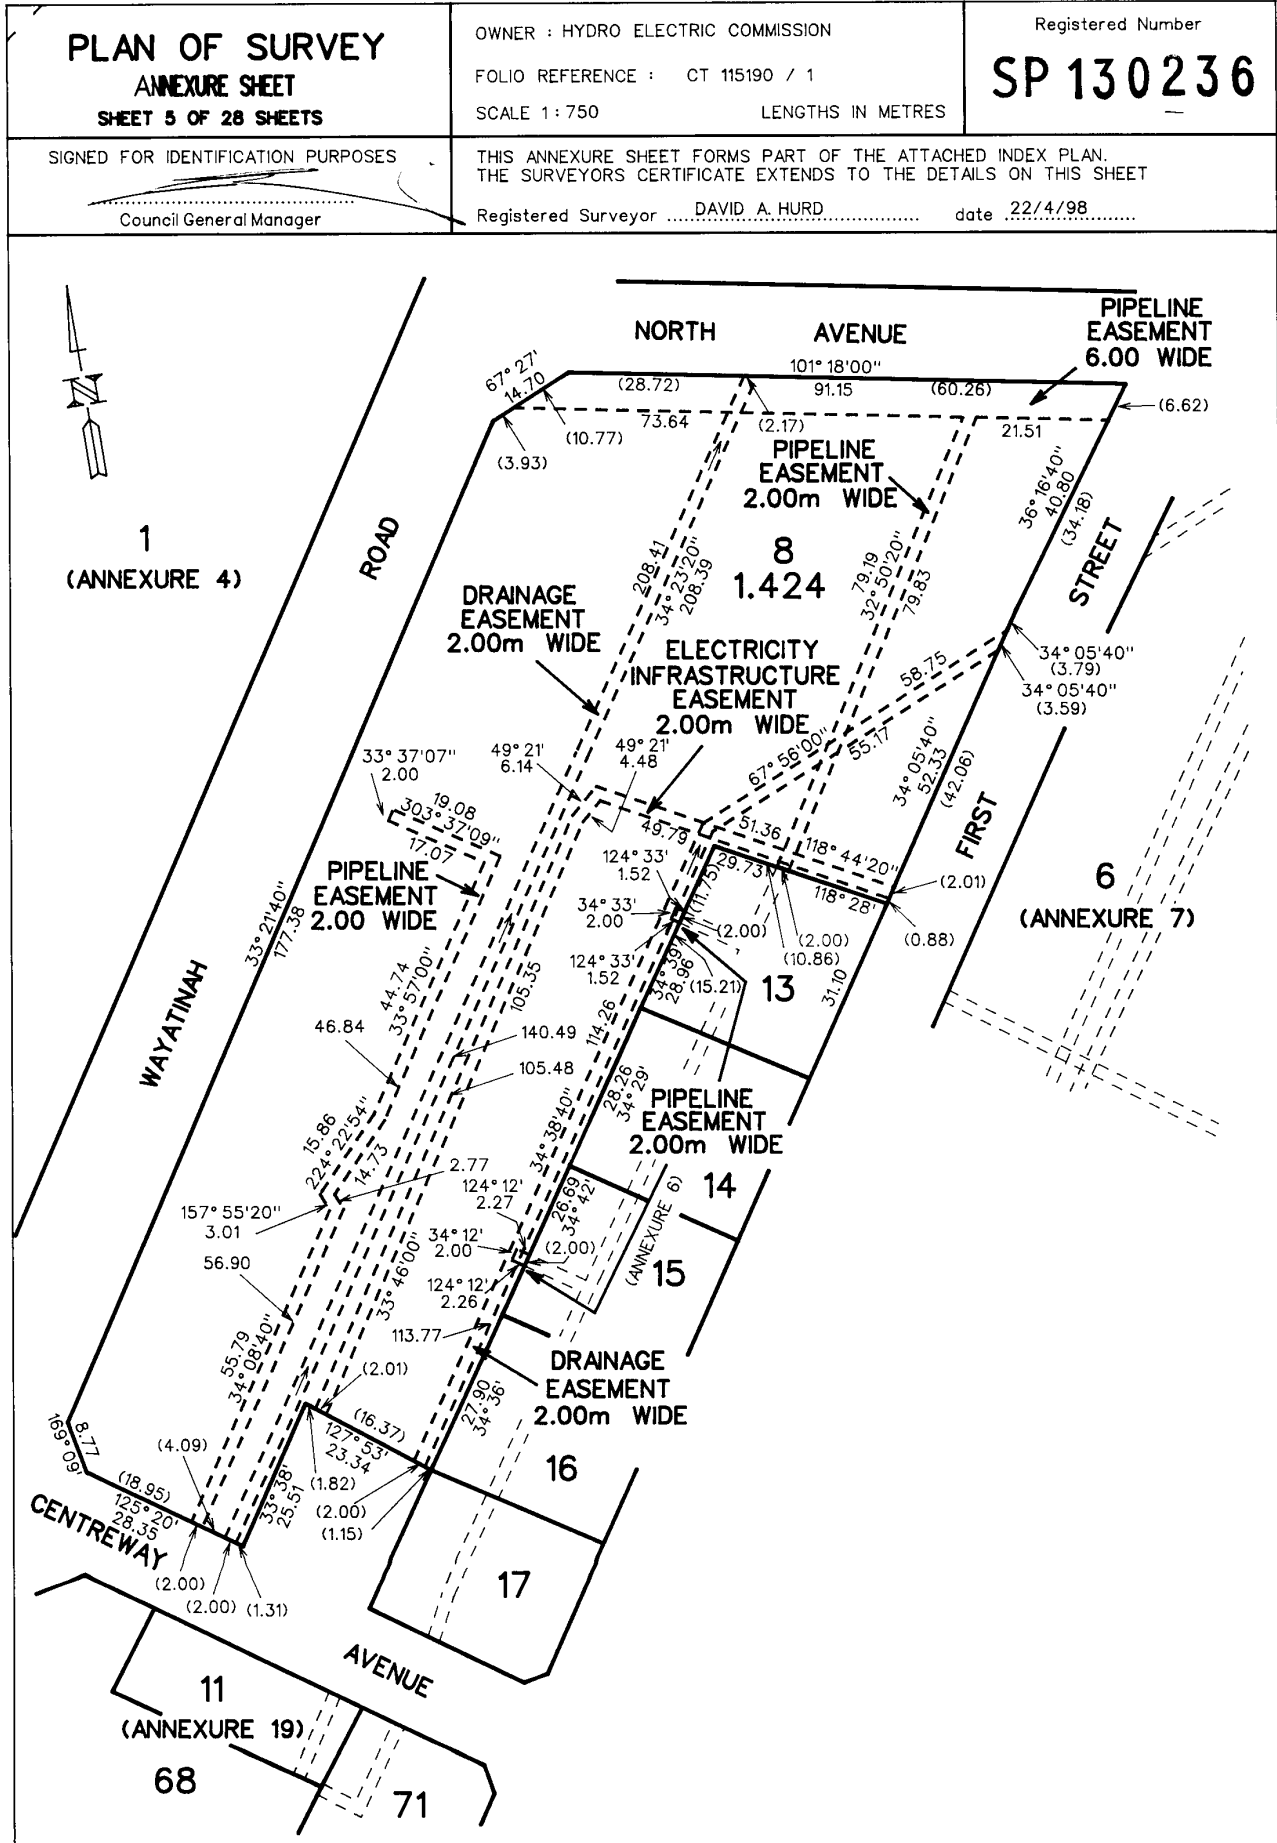 PLAN OF SURVEY
ANNEXURE SHEET
SHEET 5 OF 28 SHEETS
OWNER : HYDRO ELECTRIC COMMISSION
FOLIO REFERENCE : CT 115190 / 1
SCALE 1 : 750 LENGTHS IN METRES
Registered Number
SP 130236
SIGNED FOR IDENTIFICATION PURPOSES
Council General Manager
THIS ANNEXURE SHEET FORMS PART OF THE ATTACHED INDEX PLAN.
THE SURVEYORS CERTIFICATE EXTENDS TO THE DETAILS ON THIS SHEET
Registered Surveyor ....DAVID A. HURD.............. date 22/4/98.......
N
NORTH AVENUE
PIPELINE
EASEMENT
6.00 WIDE
67° 27'
14.70
(28.72)
101° 18'00"
91.15
(60.26)
(6.62)
(10.77)
73.64
(2.17)
21.51
(3.93)
PIPELINE
EASEMENT
2.00m WIDE
36° 16'40"
40.80
(34.18)
1
(ANNEXURE 4)
ROAD
8
1.424
STREET
208.41
34° 23'20"
208.39
79.19
32° 50'20"
79.83
DRAINAGE
EASEMENT
2.00m WIDE
ELECTRICITY
INFRASTRUCTURE
EASEMENT
2.00m WIDE
58.75
34° 05'40"
(3.79)
34° 05'40"
(3.59)
67° 56'00"
55.17
33° 37'07"
2.00
49° 21'
6.14
49° 21'
4.48
34° 05'40"
52.33
(42.06)
19.08
303° 37'09"
17.07
49.79
51.36
118° 44'20"
FIRST
29.73
118° 28'
(2.01)
(0.88)
6
(ANNEXURE 7)
PIPELINE
EASEMENT
2.00 WIDE
124° 33'
1.52
(11.75)
34° 33'
2.00
(2.00)
(2.00)
(10.86)
124° 33'
1.52
(15.21)
33° 21'40"
177.38
34° 39'
28.96
13
31.10
WAYATINAH
44.74
33° 57'00"
46.84
105.35
114.26
140.49
105.48
28.26
34° 29'
PIPELINE
EASEMENT
2.00m WIDE
15.86
224° 22'54"
14.73
34° 38'40"
2.77
14
124° 12'
2.27
26.69
34° 42'
(ANNEXURE 6)
157° 55'20"
3.01
34° 12'
2.00
(2.00)
15
56.90
33° 46'00"
124° 12'
2.26
113.77
55.79
34° 08'40"
DRAINAGE
EASEMENT
2.00m WIDE
(2.01)
27.90
34° 36'
8.77
169° 09'
(16.37)
127° 53'
23.34
16
(4.09)
(18.95)
125° 20'
28.35
33° 38'
25.51
(1.82)
(2.00)
(1.15)
CENTREWAY
(2.00)
(2.00)
(1.31)
17
AVENUE
11
(ANNEXURE 19)
68
71